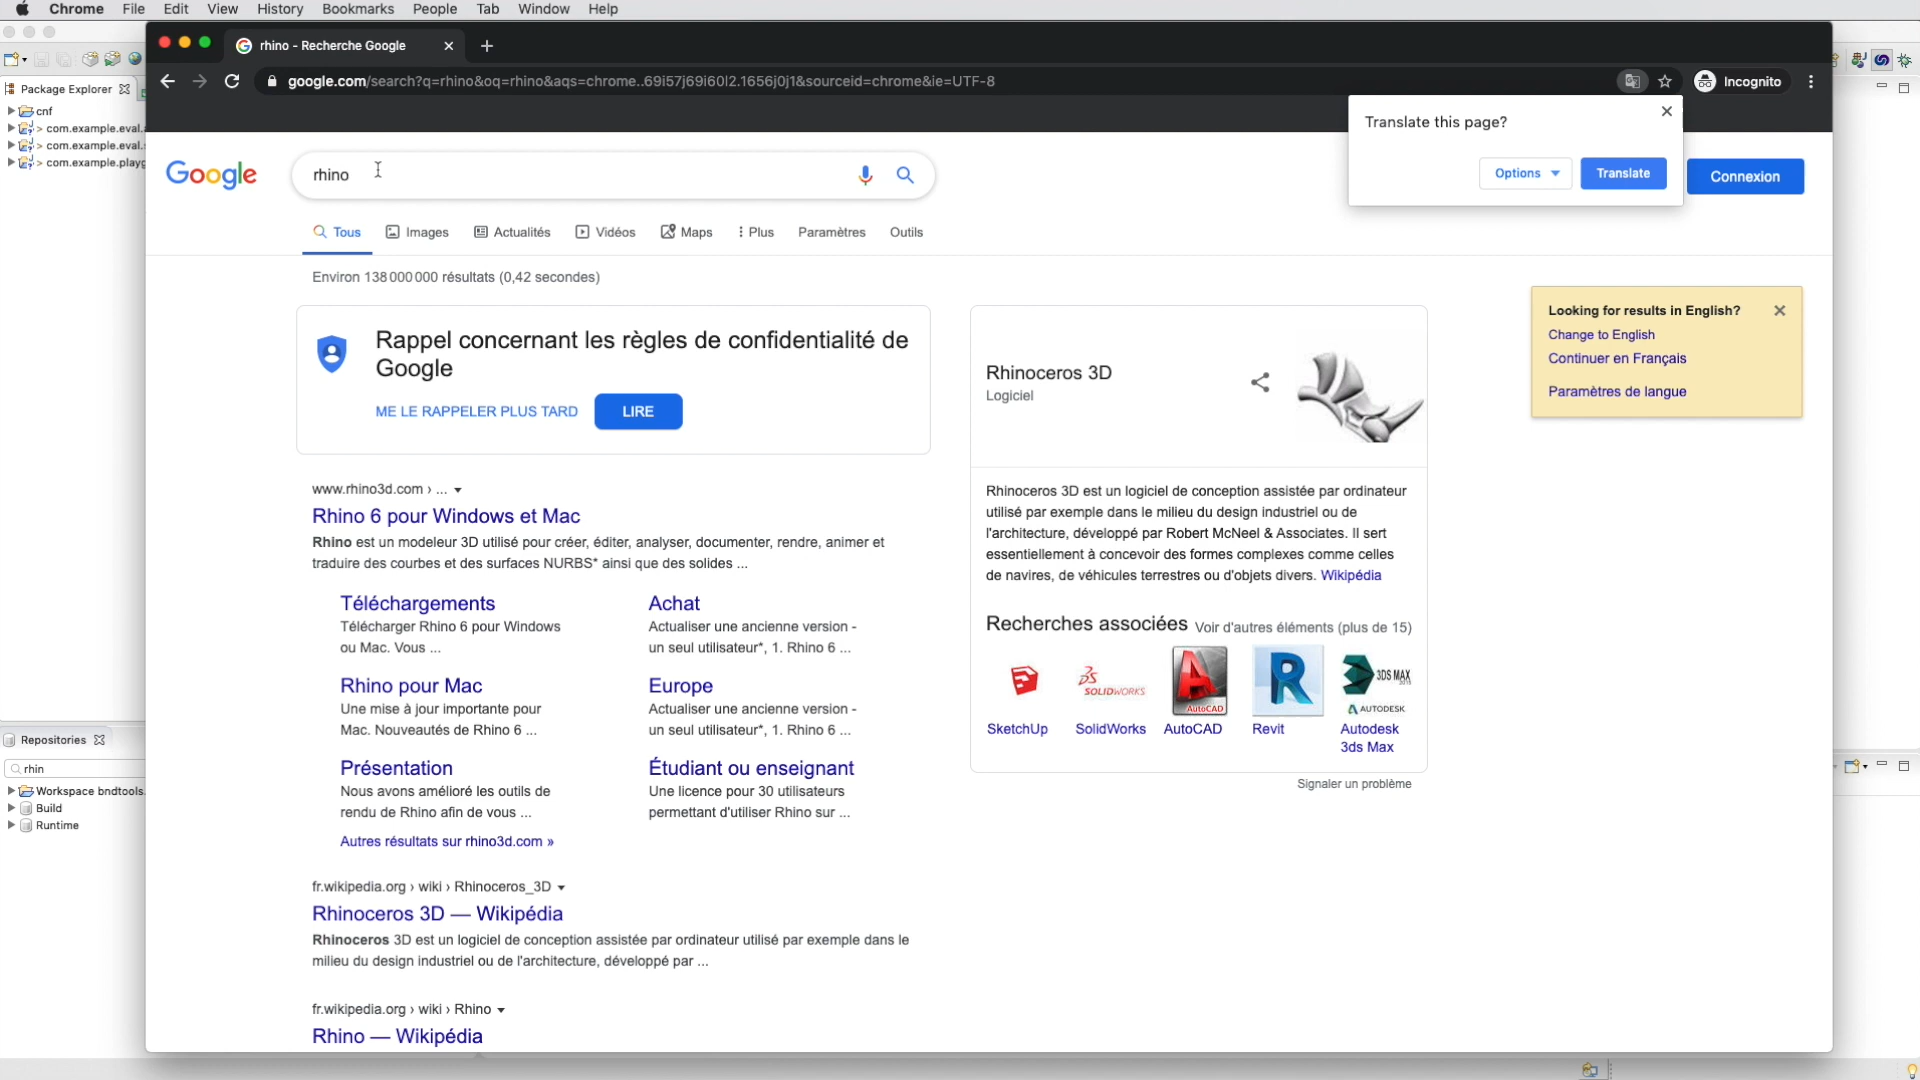 Chrome File Edit View History Bookmarks People Tab Window Help
rhino - Recherche Google
google.com/search?q=rhino&oq=rhino&aqs=chrome..69i57j69i60l2.1656j0j1&sourceid=chrome&ie=UTF-8
Incognito
Package Explorer
cnf
> com.example.eval.
> com.example.eval.
> com.example.playg
Translate this page?
Options
Translate
Google
rhino
Connexion
Tous Images Actualités Vidéos Maps Plus Paramètres Outils
Environ 138 000 000 résultats (0,42 secondes)
Rappel concernant les règles de confidentialité de
Google
ME LE RAPPELER PLUS TARD
LIRE
www.rhino3d.com › ...
Rhino 6 pour Windows et Mac
Rhino est un modeleur 3D utilisé pour créer, éditer, analyser, documenter, rendre, animer et
traduire des courbes et des surfaces NURBS* ainsi que des solides ...
Téléchargements
Télécharger Rhino 6 pour Windows
ou Mac. Vous ...
Achat
Actualiser une ancienne version -
un seul utilisateur*, 1. Rhino 6 ...
Rhino pour Mac
Une mise à jour importante pour
Mac. Nouveautés de Rhino 6 ...
Europe
Actualiser une ancienne version -
un seul utilisateur*, 1. Rhino 6 ...
Présentation
Nous avons amélioré les outils de
rendu de Rhino afin de vous ...
Étudiant ou enseignant
Une licence pour 30 utilisateurs
permettant d'utiliser Rhino sur ...
Autres résultats sur rhino3d.com »
fr.wikipedia.org › wiki › Rhinoceros_3D
Rhinoceros 3D — Wikipédia
Rhinoceros 3D est un logiciel de conception assistée par ordinateur utilisé par exemple dans le
milieu du design industriel ou de l'architecture, développé par ...
fr.wikipedia.org › wiki › Rhino
Rhino — Wikipédia
Rhinoceros 3D
Logiciel
Rhinoceros 3D est un logiciel de conception assistée par ordinateur
utilisé par exemple dans le milieu du design industriel ou de
l'architecture, développé par Robert McNeel & Associates. Il sert
essentiellement à concevoir des formes complexes comme celles
de navires, de véhicules terrestres ou d'objets divers. Wikipédia
Recherches associées Voir d'autres éléments (plus de 15)
SOLIDWORKS
AUTOCAD
R
3DS MAX
AUTODESK
SketchUp SolidWorks AutoCAD Revit Autodesk
3ds Max
Signaler un problème
Looking for results in English?
Change to English
Continuer en Français
Paramètres de langue
Repositories
rhin
Workspace bndtools.
Build
Runtime